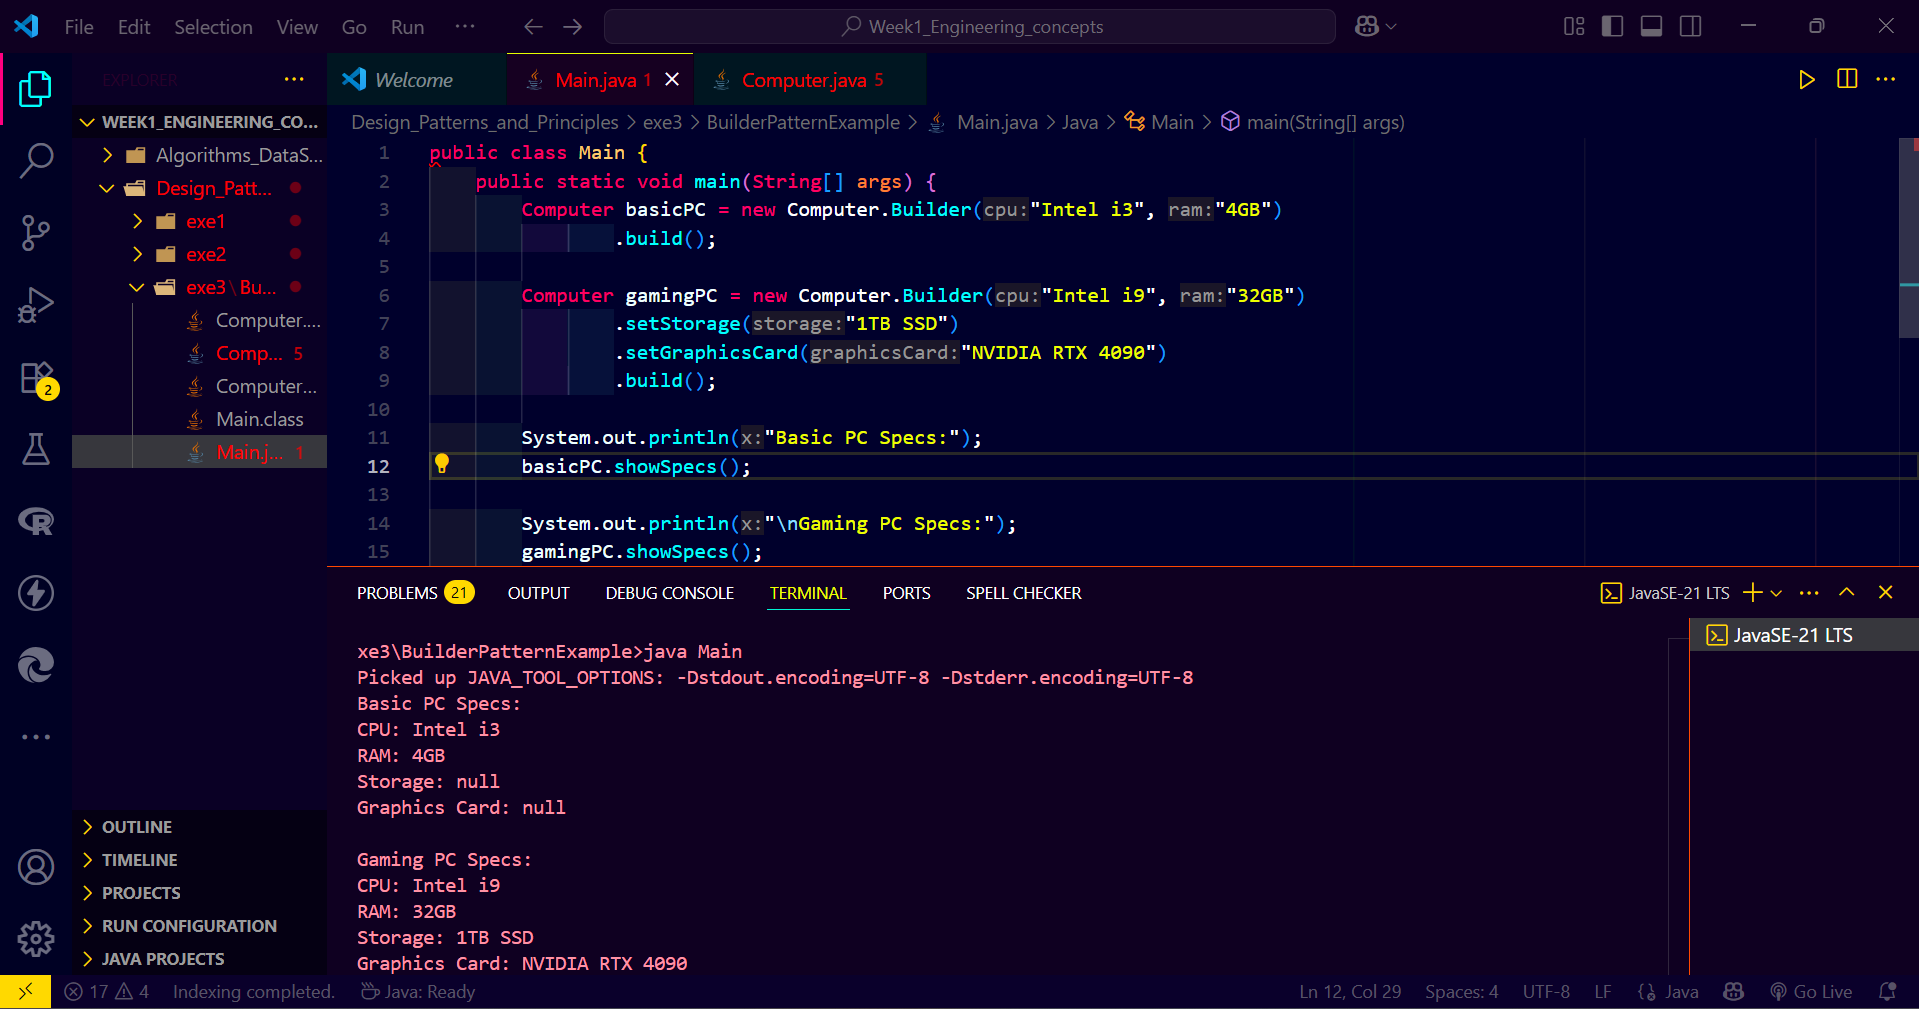 File Edit Selection View Go Run ··· Week1_Engineering_concepts
EXPLORER ···
WEEK1_ENGINEERING_CO...
Algorithms_DataS...
Design_Patt...
exe1
exe2
exe3\Bu...
Computer....
Comp... 5
Computer...
Main.class
Main.j... 1
OUTLINE
TIMELINE
PROJECTS
RUN CONFIGURATION
JAVA PROJECTS
2
Welcome Main.java 1 Computer.java 5
Design_Patterns_and_Principles > exe3 > BuilderPatternExample > Main.java > Java > Main > main(String[] args)
1 public class Main {
2 public static void main(String[] args) {
3 Computer basicPC = new Computer.Builder(cpu:"Intel i3", ram:"4GB")
4 .build();
5
6 Computer gamingPC = new Computer.Builder(cpu:"Intel i9", ram:"32GB")
7 .setStorage(storage:"1TB SSD")
8 .setGraphicsCard(graphicsCard:"NVIDIA RTX 4090")
9 .build();
10
11 System.out.println(x:"Basic PC Specs:");
12 basicPC.showSpecs();
13
14 System.out.println(x:"\nGaming PC Specs:");
15 gamingPC.showSpecs();
PROBLEMS 21 OUTPUT DEBUG CONSOLE TERMINAL PORTS SPELL CHECKER JavaSE-21 LTS
JavaSE-21 LTS
xe3\BuilderPatternExample>java Main
Picked up JAVA_TOOL_OPTIONS: -Dstdout.encoding=UTF-8 -Dstderr.encoding=UTF-8
Basic PC Specs:
CPU: Intel i3
RAM: 4GB
Storage: null
Graphics Card: null
Gaming PC Specs:
CPU: Intel i9
RAM: 32GB
Storage: 1TB SSD
Graphics Card: NVIDIA RTX 4090
17 4 Indexing completed. Java: Ready Ln 12, Col 29 Spaces: 4 UTF-8 LF Java Go Live